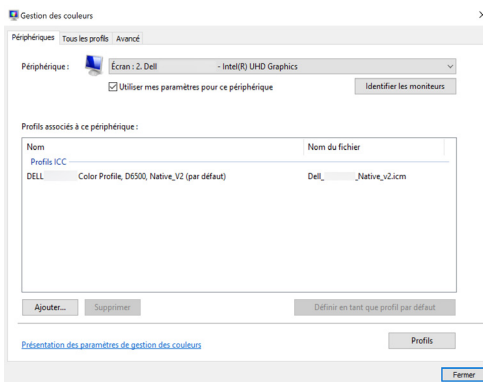 Gestion des couleurs
Périphériques Tous les profils Avancé
Périphérique : Écran : 2. Dell - Intel(R) UHD Graphics
Utiliser mes paramètres pour ce périphérique Identifier les moniteurs
Profils associés à ce périphérique :
Nom Nom du fichier
Profils ICC
DELL Color Profile, D6500, Native_V2 (par défaut) Dell_ _Native_v2.icm
Ajouter... Supprimer Définir en tant que profil par défaut
Présentation des paramètres de gestion des couleurs Profils
Fermer